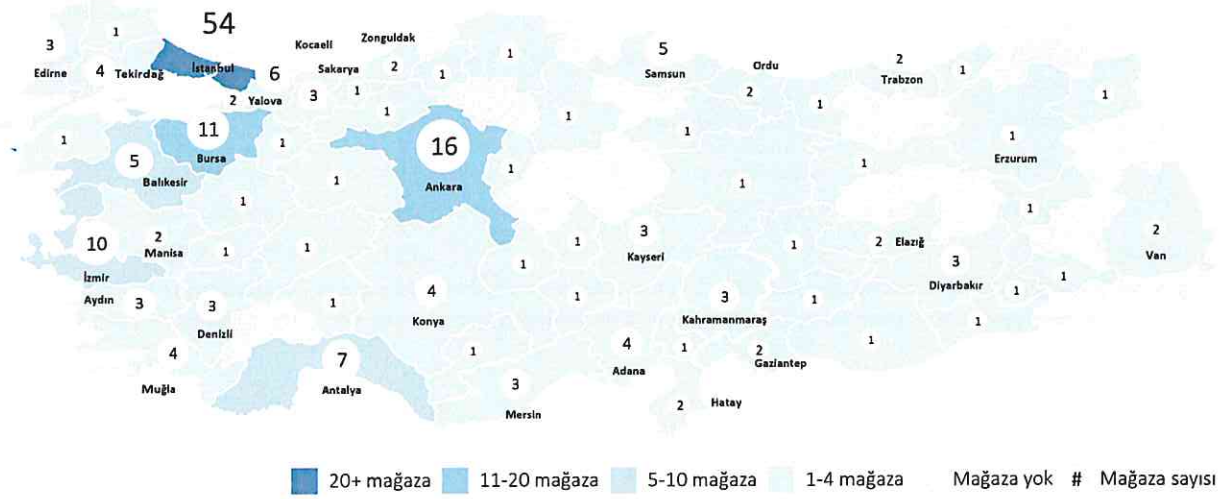 54
3
1
Kocaeli
Zonguldak
5
Edirne
4
Tekirdağ
İstanbul
6
Sakarya
2
1
1
Samsun
Ordu
2
Trabzon
1
2
Yalova
3
1
1
2
1
1
1
11
Bursa
1
16
Ankara
1
1
1
Erzurum
5
Balıkesir
1
1
1
1
1
1
10
İzmir
2
Manisa
1
1
3
Kayseri
1
1
1
2
Elazığ
3
Diyarbakır
1
1
2
Van
Aydın
3
3
Denizli
1
4
Konya
1
3
Kahramanmaraş
1
1
4
Muğla
7
Antalya
1
3
Mersin
4
Adana
1
2
Gaziantep
1
2
Hatay
20+ mağaza 11-20 mağaza 5-10 mağaza 1-4 mağaza Mağaza yok # Mağaza sayısı